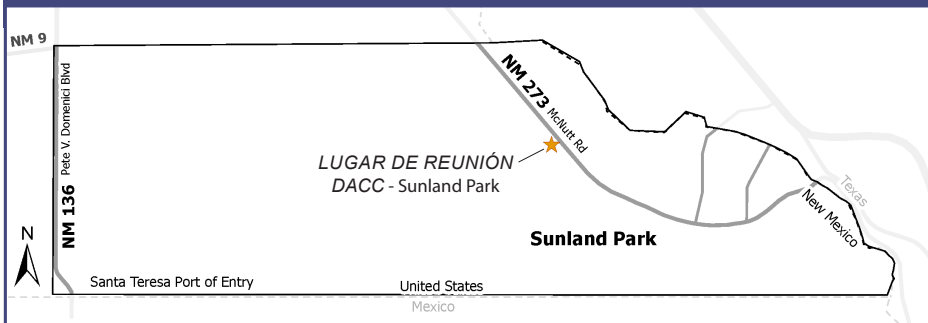 NM 9
NM 136 Pete V. Domenici Blvd
NM 273 McNutt Rd
LUGAR DE REUNIÓN
DACC - Sunland Park
Texas
New Mexico
Sunland Park
N
Santa Teresa Port of Entry
United States
Mexico